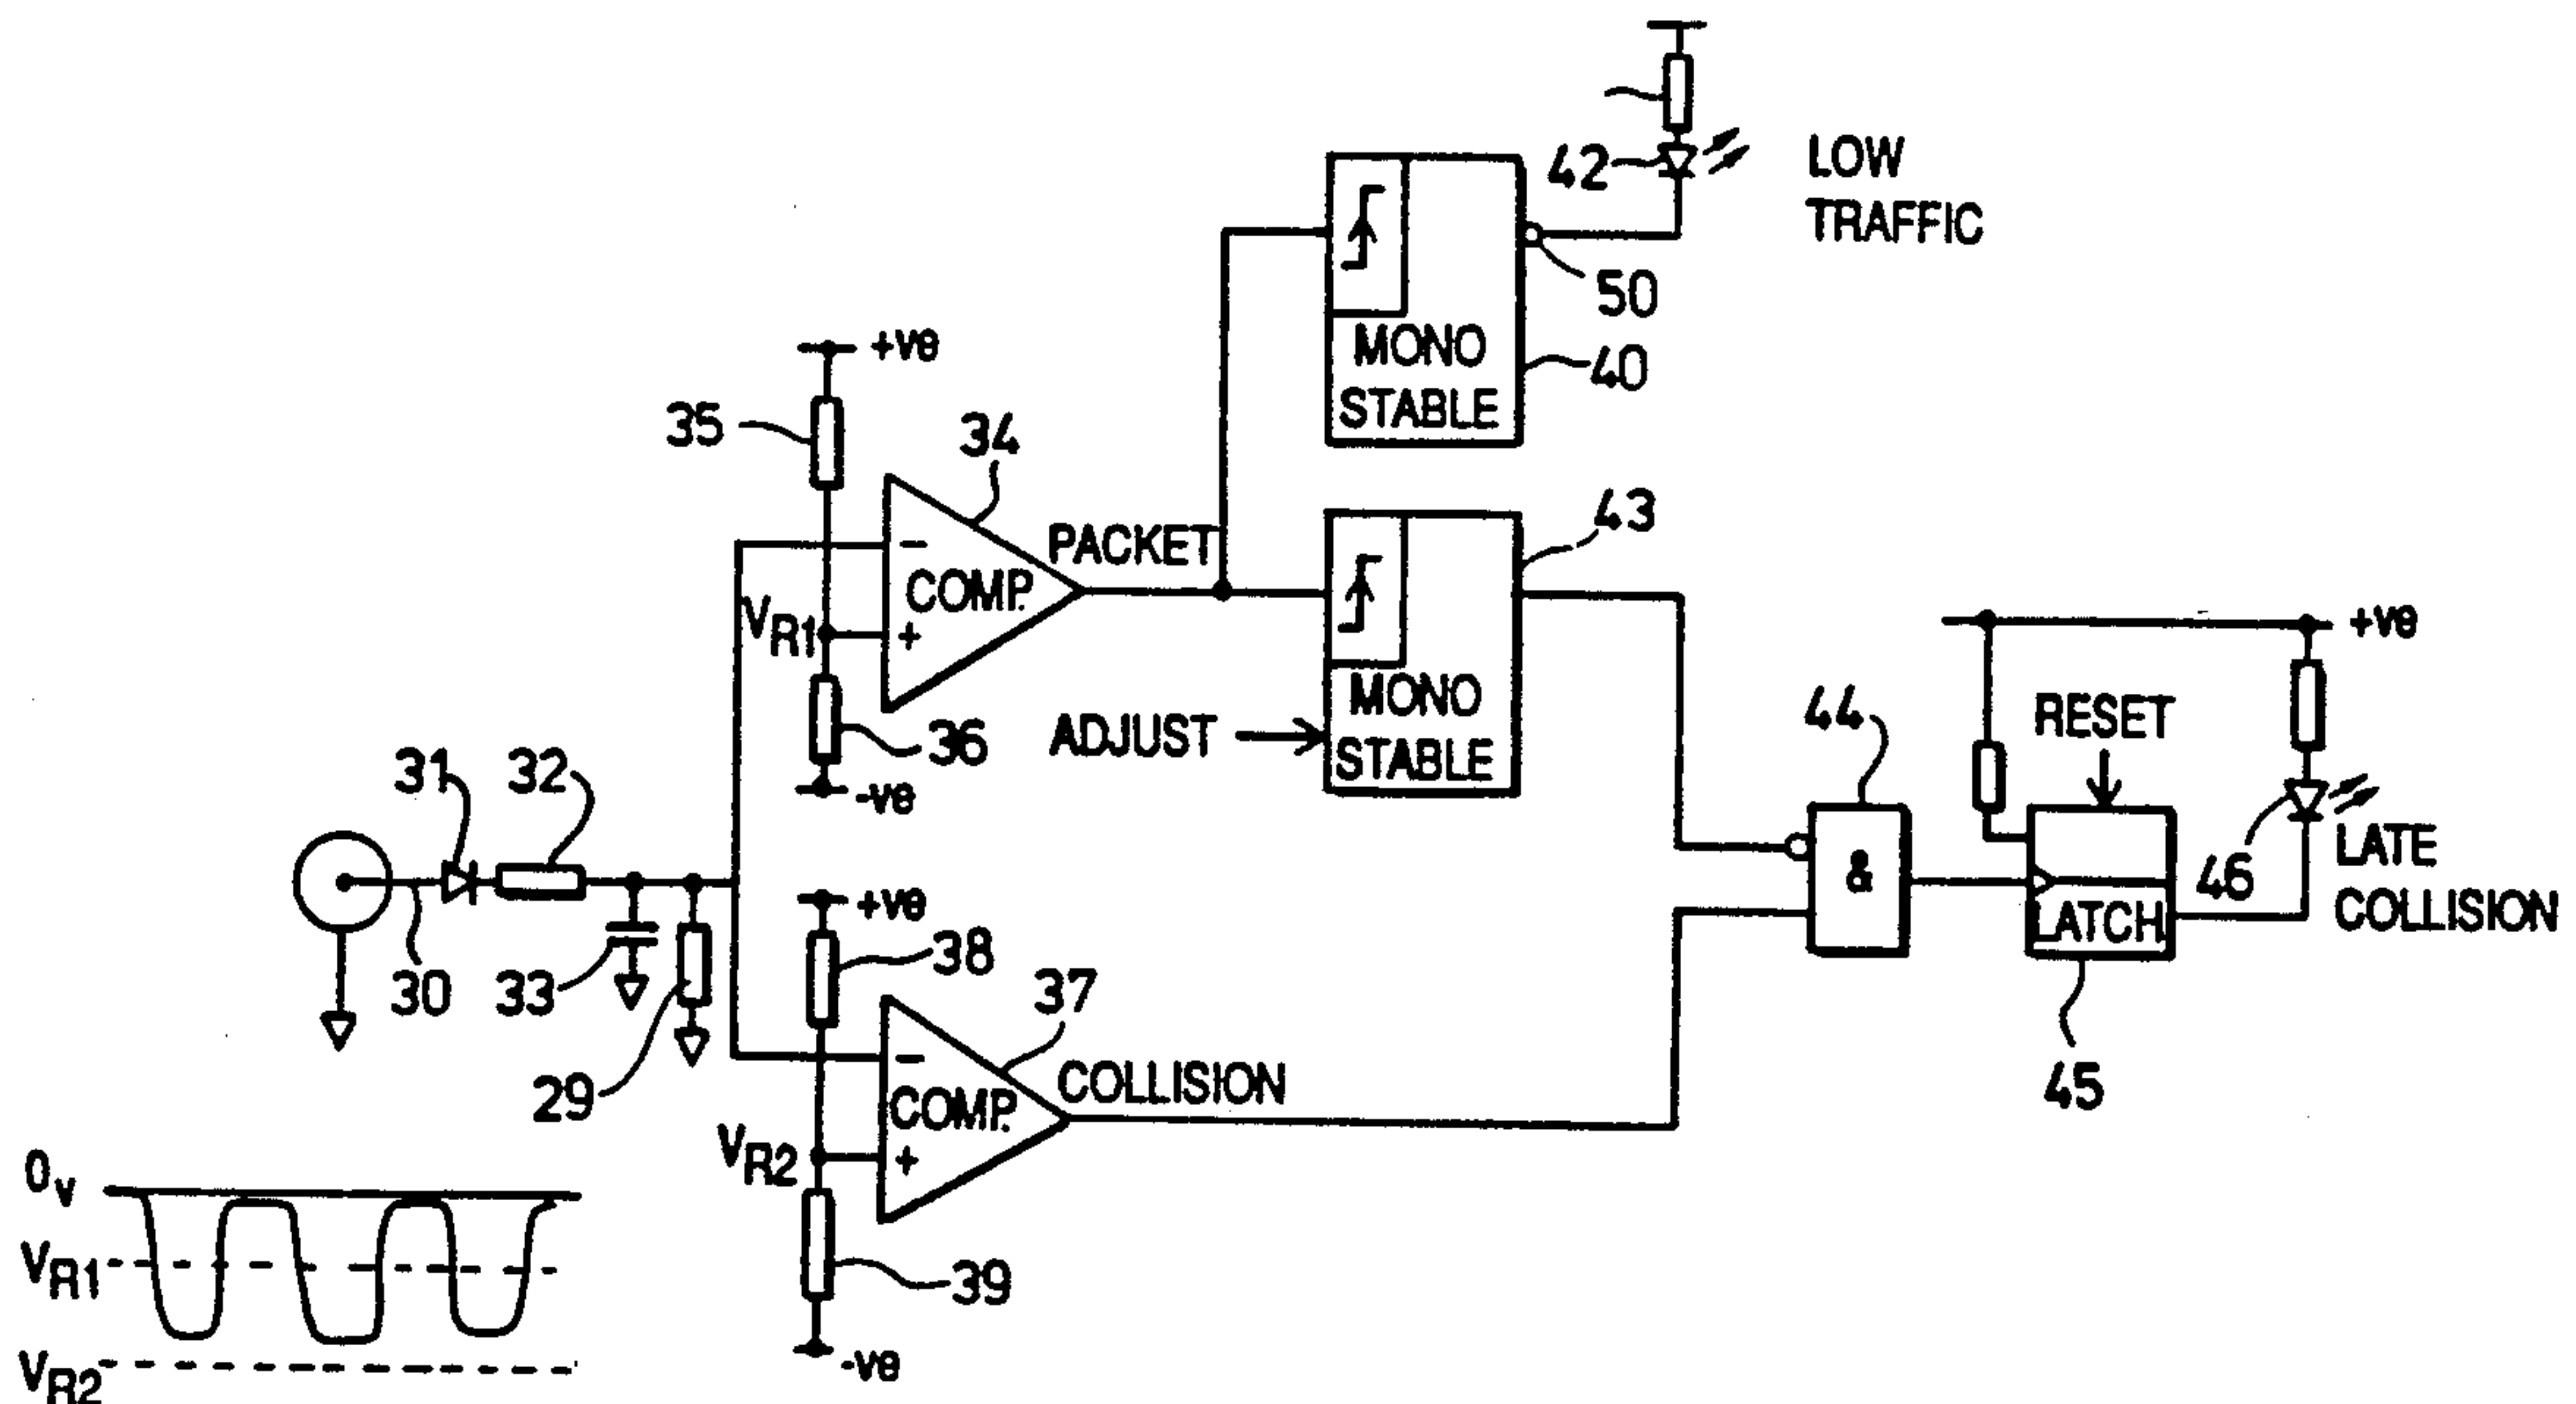 42
LOW
TRAFFIC
50
MONO
STABLE
40
+ve
35
34
−
COMP.
+
PACKET
VR1
36
-ve
43
MONO
STABLE
ADJUST
44
+ve
RESET
&
LATCH
46
LATE
COLLISION
45
31
32
30
33
29
+ve
38
37
−
COMP.
+
COLLISION
VR2
39
-ve
0v
VR1
VR2